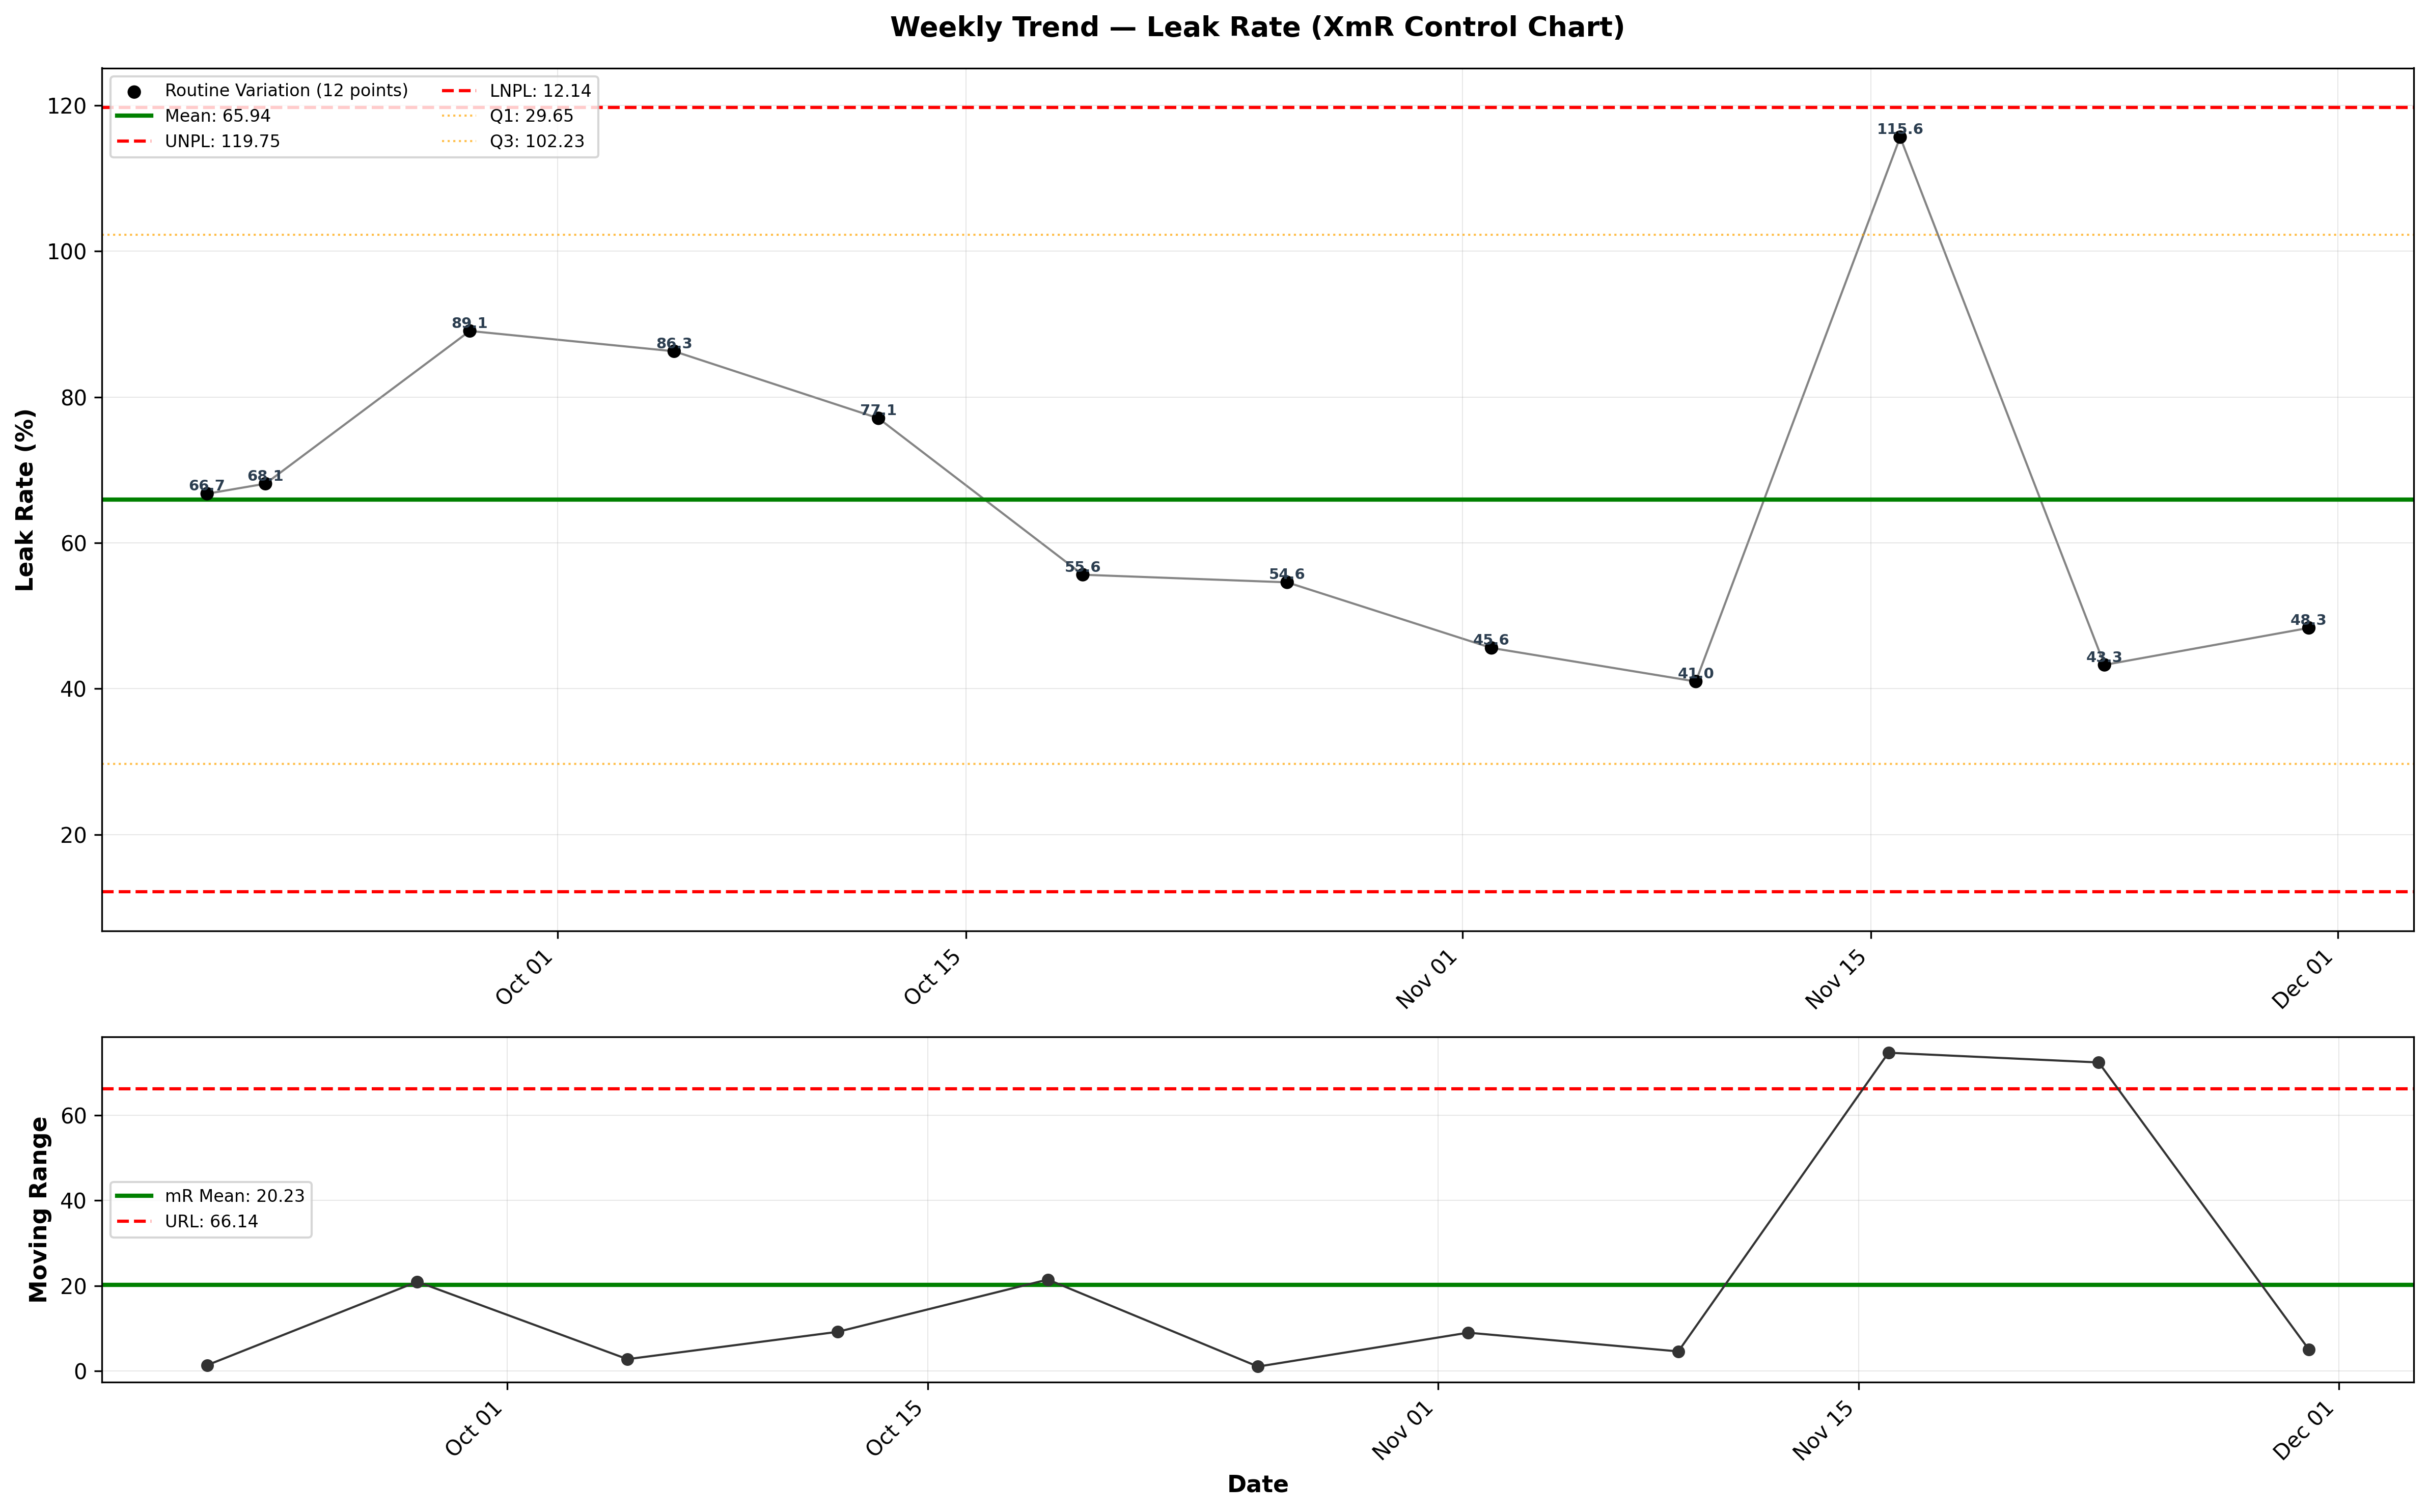 Weekly Trend — Leak Rate (XmR Control Chart)
Routine Variation (12 points)
Mean: 65.94
UNPL: 119.75
LNPL: 12.14
Q1: 29.65
Q3: 102.23
Leak Rate (%)
120
100
80
60
40
20
66.7
68.1
89.1
86.3
77.1
55.6
54.6
45.6
41.0
115.6
43.3
48.3
Oct 01
Oct 15
Nov 01
Nov 15
Dec 01
Moving Range
60
40
20
0
mR Mean: 20.23
URL: 66.14
Oct 01
Oct 15
Nov 01
Nov 15
Dec 01
Date